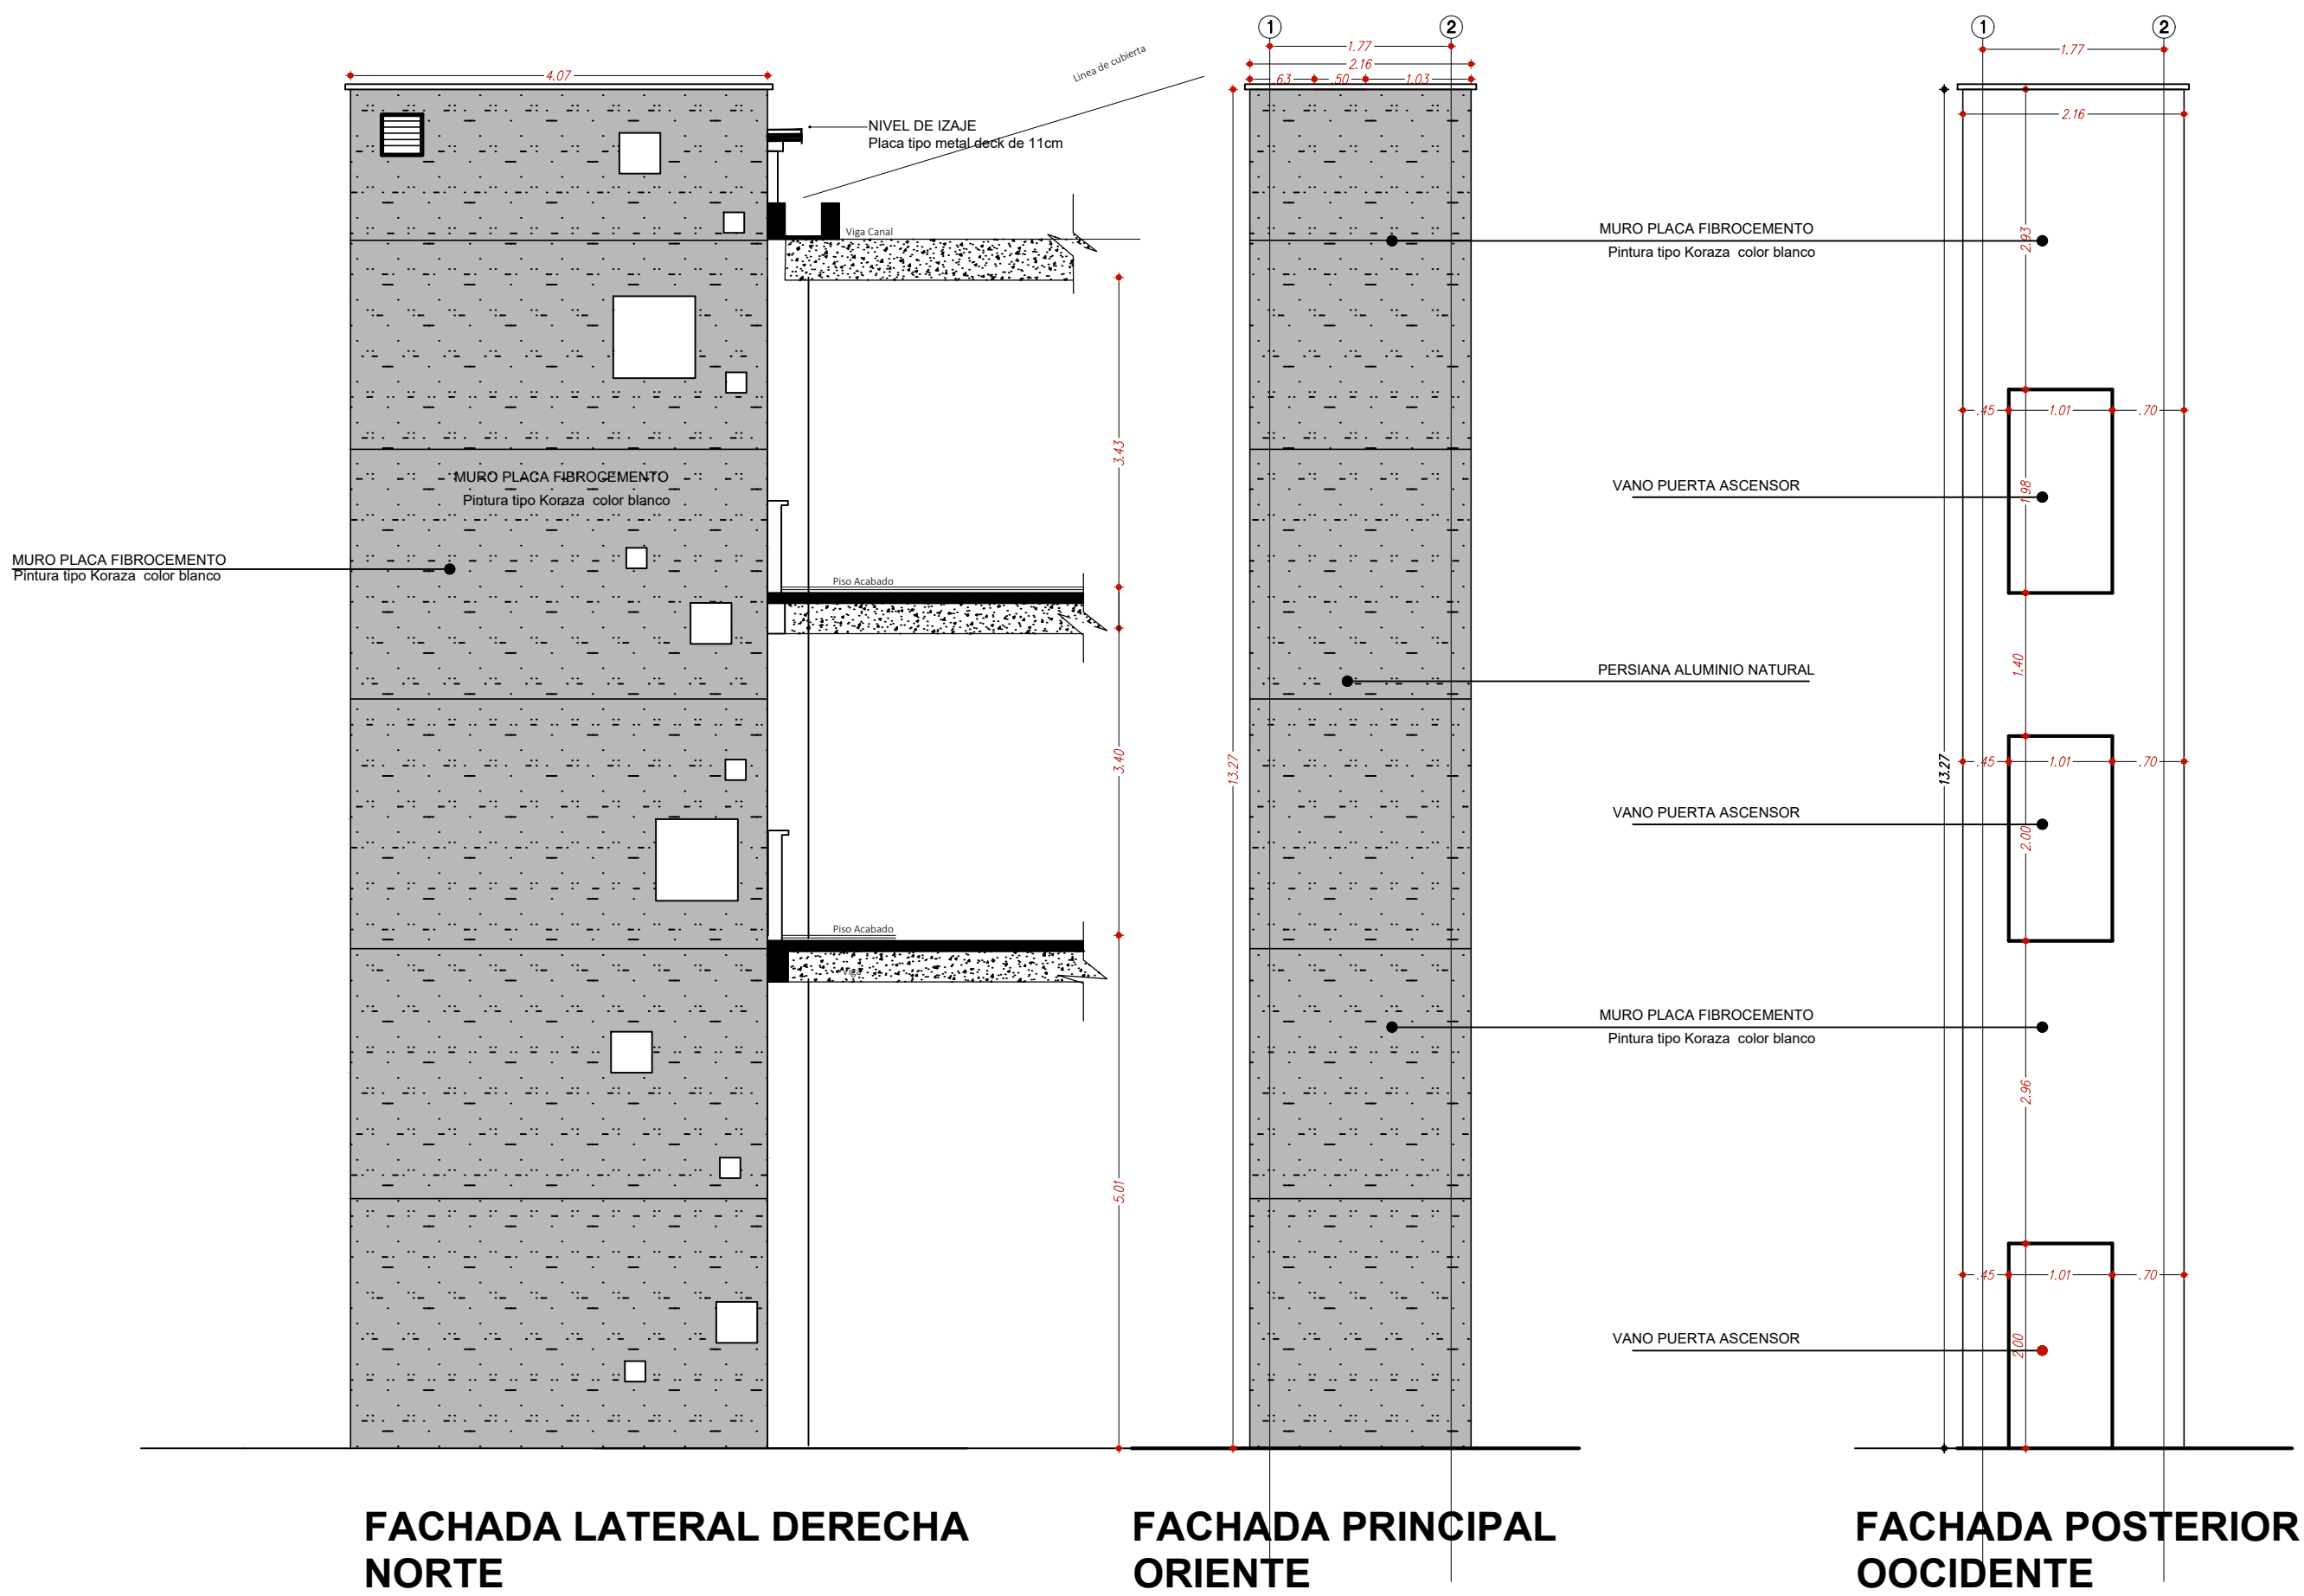 4.07
NIVEL DE IZAJE
Placa tipo metal deck de 11cm
Linea de cubierta
Viga Canal
MURO PLACA FIBROCEMENTO
Pintura tipo Koraza color blanco
MURO PLACA FIBROCEMENTO
Pintura tipo Koraza color blanco
Piso Acabado
Piso Acabado
Viga
3.43
3.40
5.01
FACHADA LATERAL DERECHA
NORTE
1
2
1.77
2.16
.63
.50
1.03
13.27
MURO PLACA FIBROCEMENTO
Pintura tipo Koraza color blanco
VANO PUERTA ASCENSOR
PERSIANA ALUMINIO NATURAL
VANO PUERTA ASCENSOR
MURO PLACA FIBROCEMENTO
Pintura tipo Koraza color blanco
VANO PUERTA ASCENSOR
FACHADA PRINCIPAL
ORIENTE
1
2
1.77
2.16
2.93
.45
1.01
.70
1.98
1.40
13.27
.45
1.01
.70
2.00
2.96
.45
1.01
.70
2.00
FACHADA POSTERIOR
OOCIDENTE